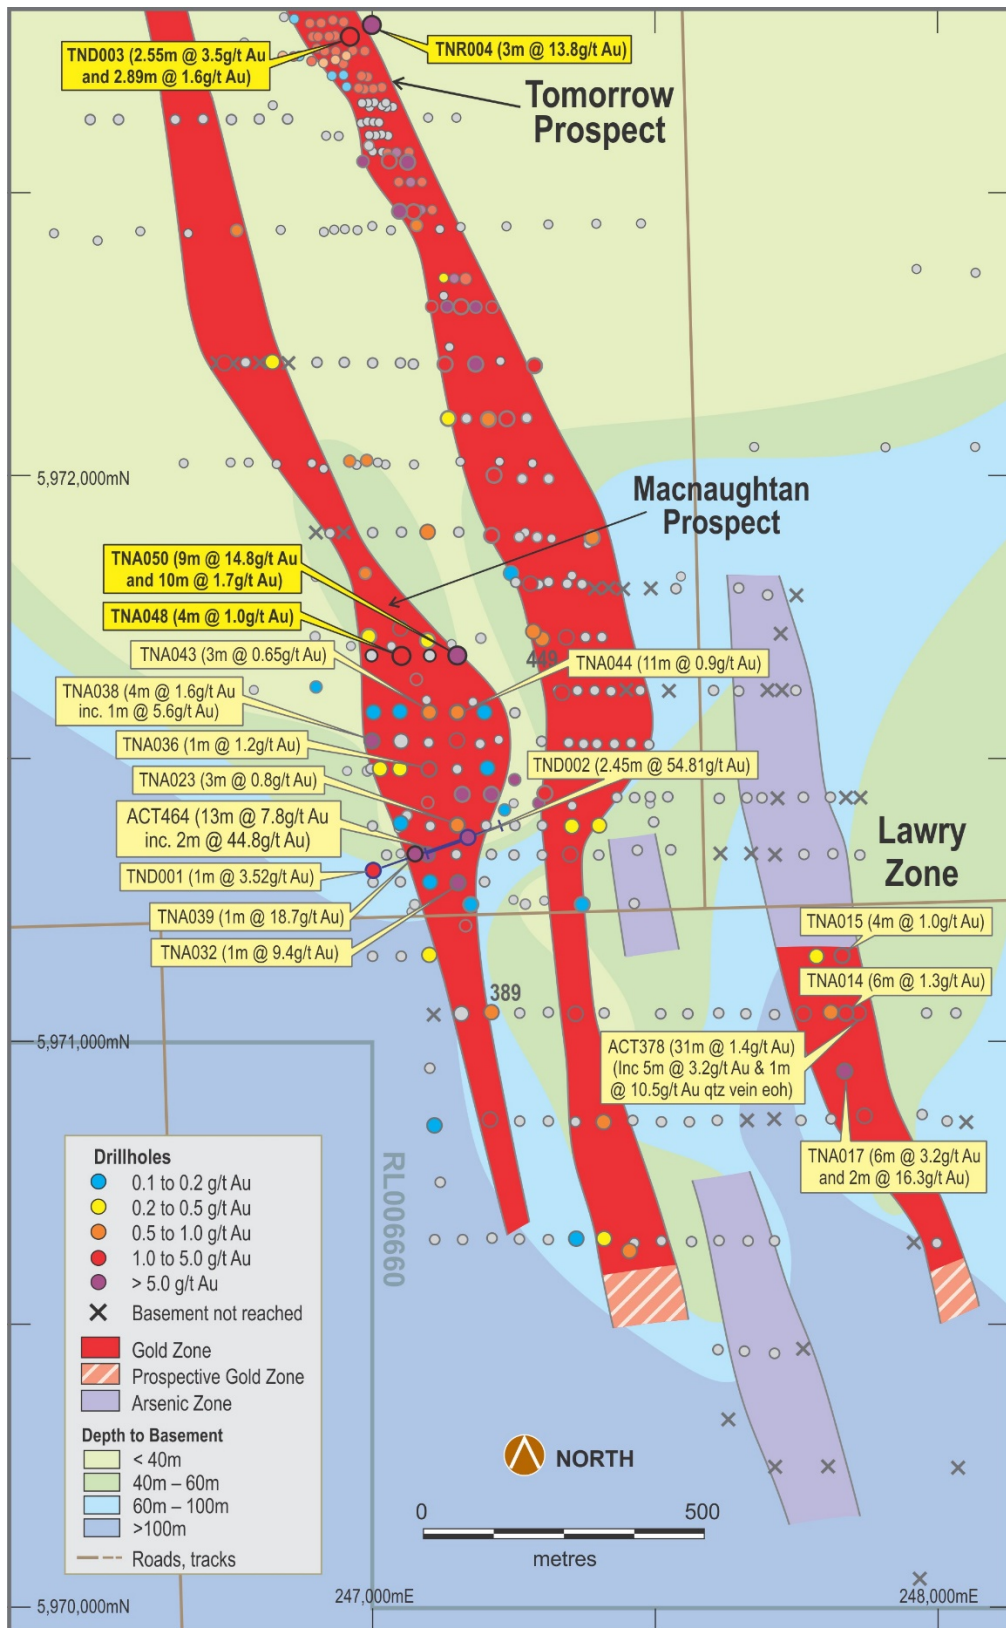 TND003 (2.55m @ 3.5g/t Au
and 2.89m @ 1.6g/t Au)
TNR004 (3m @ 13.8g/t Au)
Tomorrow
Prospect
5,972,000mN
Macnaughtan
Prospect
TNA050 (9m @ 14.8g/t Au
and 10m @ 1.7g/t Au)
TNA048 (4m @ 1.0g/t Au)
TNA043 (3m @ 0.65g/t Au)
449
TNA044 (11m @ 0.9g/t Au)
TNA038 (4m @ 1.6g/t Au
inc. 1m @ 5.6g/t Au)
TNA036 (1m @ 1.2g/t Au)
TND002 (2.45m @ 54.81g/t Au)
TNA023 (3m @ 0.8g/t Au)
ACT464 (13m @ 7.8g/t Au
inc. 2m @ 44.8g/t Au)
Lawry
Zone
TND001 (1m @ 3.52g/t Au)
TNA039 (1m @ 18.7g/t Au)
TNA032 (1m @ 9.4g/t Au)
TNA015 (4m @ 1.0g/t Au)
TNA014 (6m @ 1.3g/t Au)
389
5,971,000mN
ACT378 (31m @ 1.4g/t Au)
(Inc 5m @ 3.2g/t Au & 1m
@ 10.5g/t Au qtz vein eoh)
TNA017 (6m @ 3.2g/t Au
and 2m @ 16.3g/t Au)
RL006660
Drillholes
0.1 to 0.2 g/t Au
0.2 to 0.5 g/t Au
0.5 to 1.0 g/t Au
1.0 to 5.0 g/t Au
> 5.0 g/t Au
Basement not reached
Gold Zone
Prospective Gold Zone
Arsenic Zone
Depth to Basement
< 40m
40m – 60m
60m – 100m
>100m
Roads, tracks
NORTH
0 500
metres
5,970,000mN
247,000mE
248,000mE